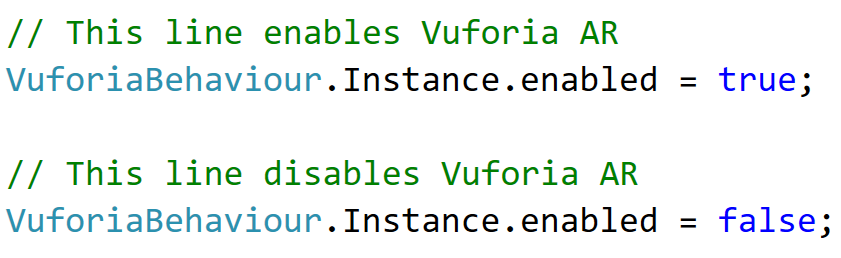 // This line enables Vuforia AR
VuforiaBehaviour.Instance.enabled = true;
// This line disables Vuforia AR
VuforiaBehaviour.Instance.enabled = false;